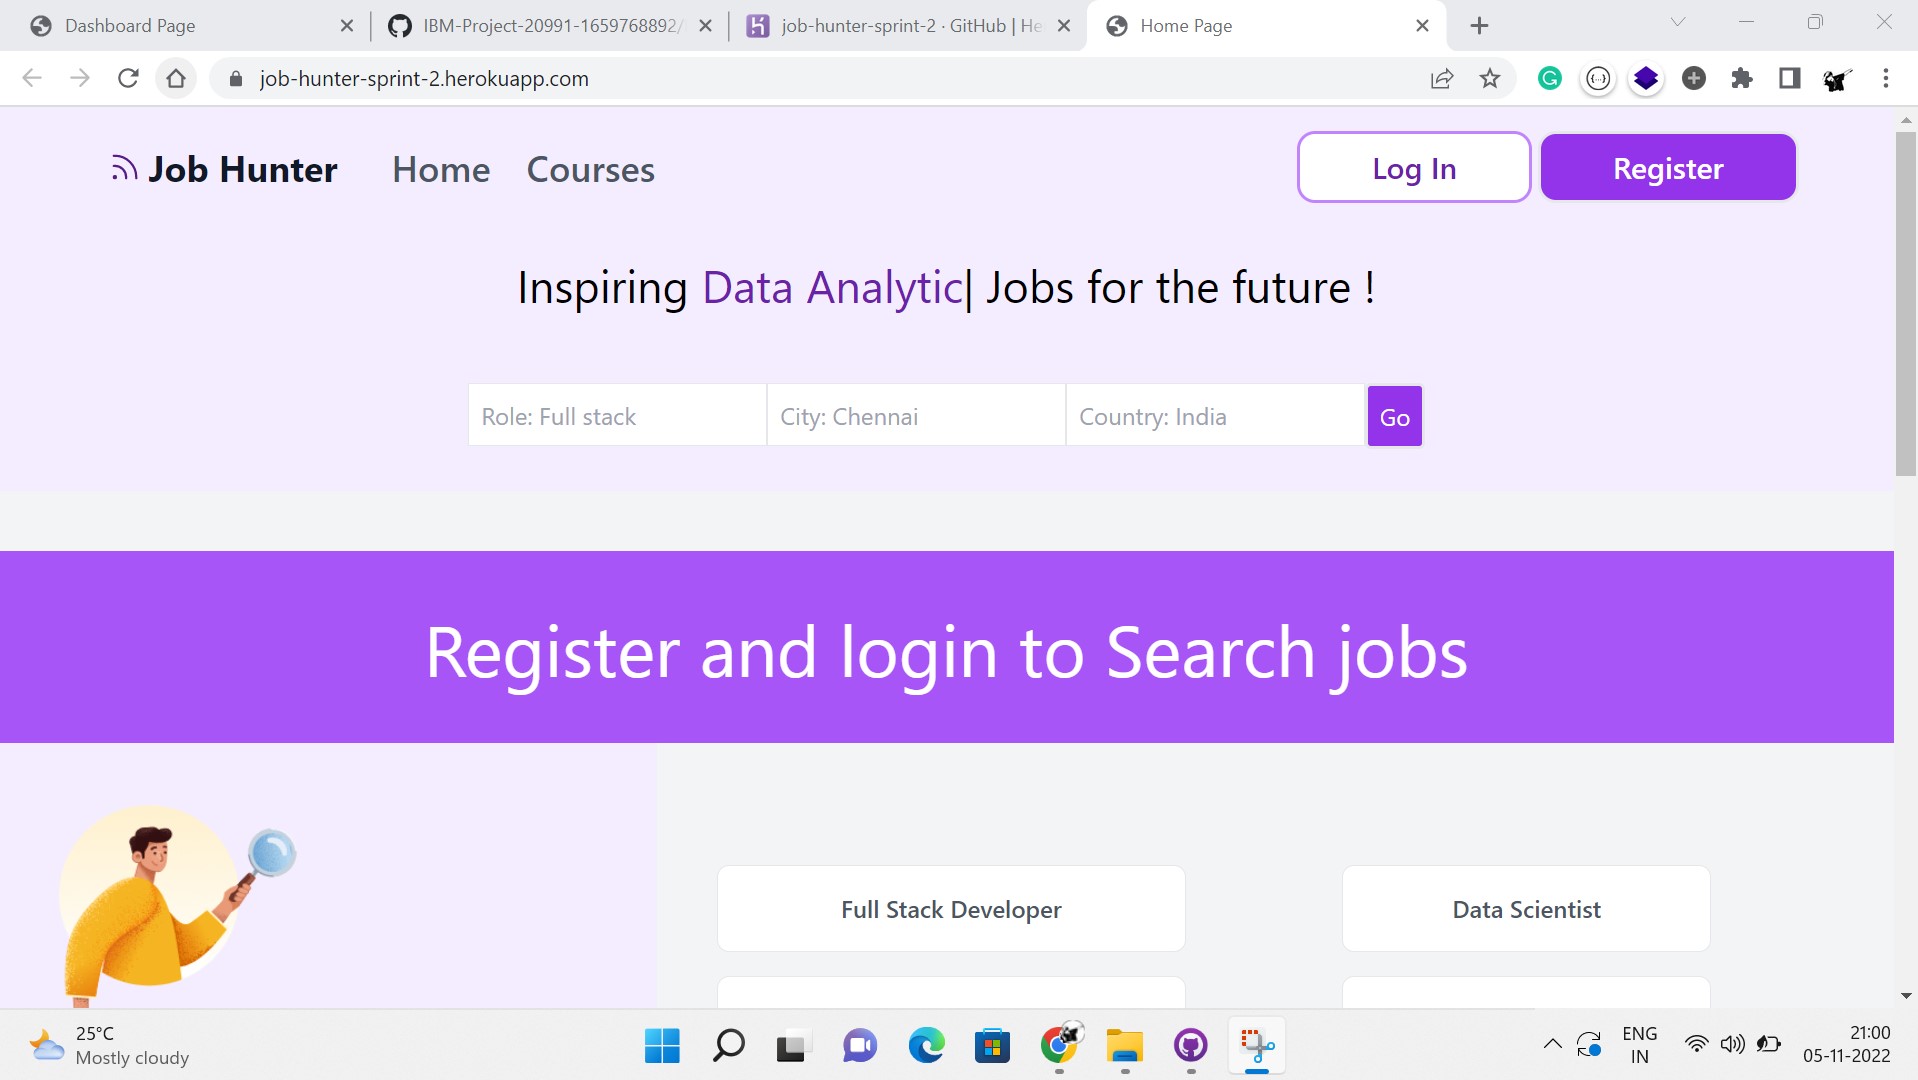 Dashboard Page
IBM-Project-20991-1659768892/
job-hunter-sprint-2 · GitHub | He
Home Page
job-hunter-sprint-2.herokuapp.com
Job Hunter
Home
Courses
Log In
Register
Inspiring Data Analytic| Jobs for the future !
Role: Full stack
City: Chennai
Country: India
Go
Register and login to Search jobs
Full Stack Developer
Data Scientist
25°C
Mostly cloudy
ENG
IN
21:00
05-11-2022